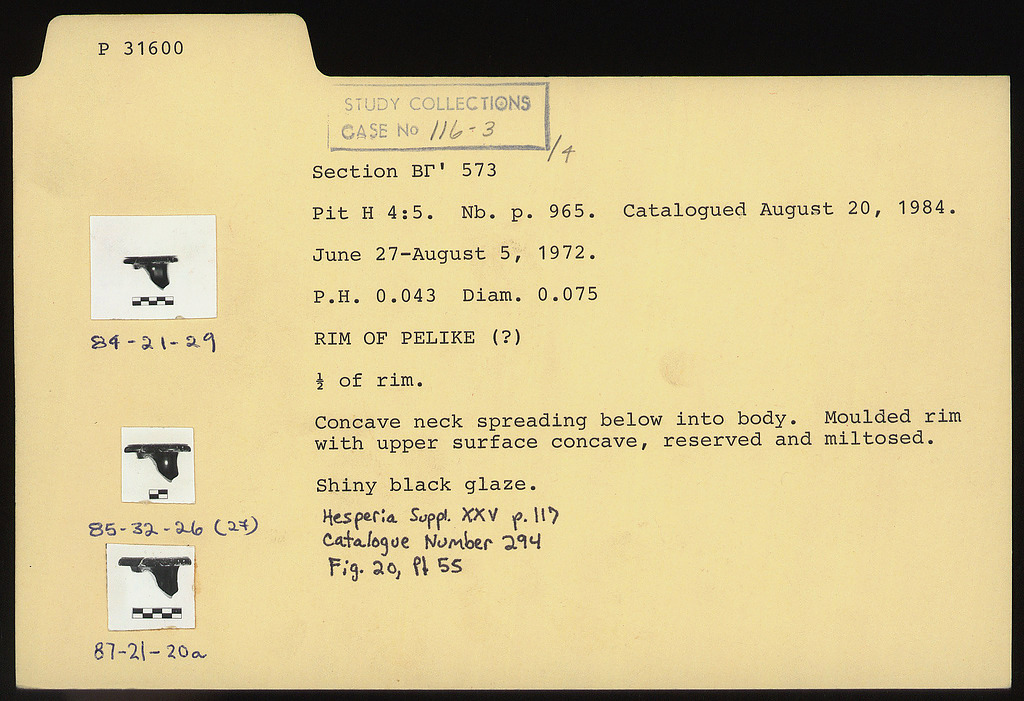 P 31600
STUDY COLLECTIONS
CASE No 116-3
/4
Section ΒΓ' 573
Pit H 4:5. Nb. p. 965. Catalogued August 20, 1984.
June 27-August 5, 1972.
P.H. 0.043 Diam. 0.075
RIM OF PELIKE (?)
½ of rim.
Concave neck spreading below into body. Moulded rim
with upper surface concave, reserved and miltosed.
Shiny black glaze.
Hesperia Suppl. XXV p. 117
Catalogue Number 294
Fig. 20, Pl 55
84-21-29
85-32-26 (27)
87-21-20a